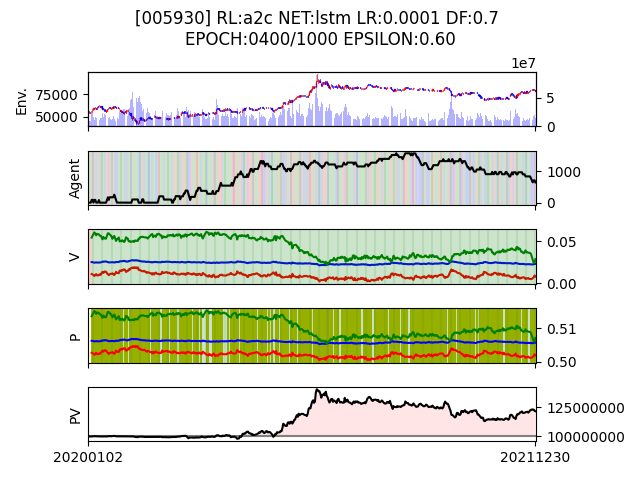 [005930] RL:a2c NET:lstm LR:0.0001 DF:0.7
EPOCH:0400/1000 EPSILON:0.60
1e7
Env.
75000
50000
5
0
Agent
1000
0
V
0.05
0.00
P
0.51
0.50
PV
125000000
100000000
20200102
20211230